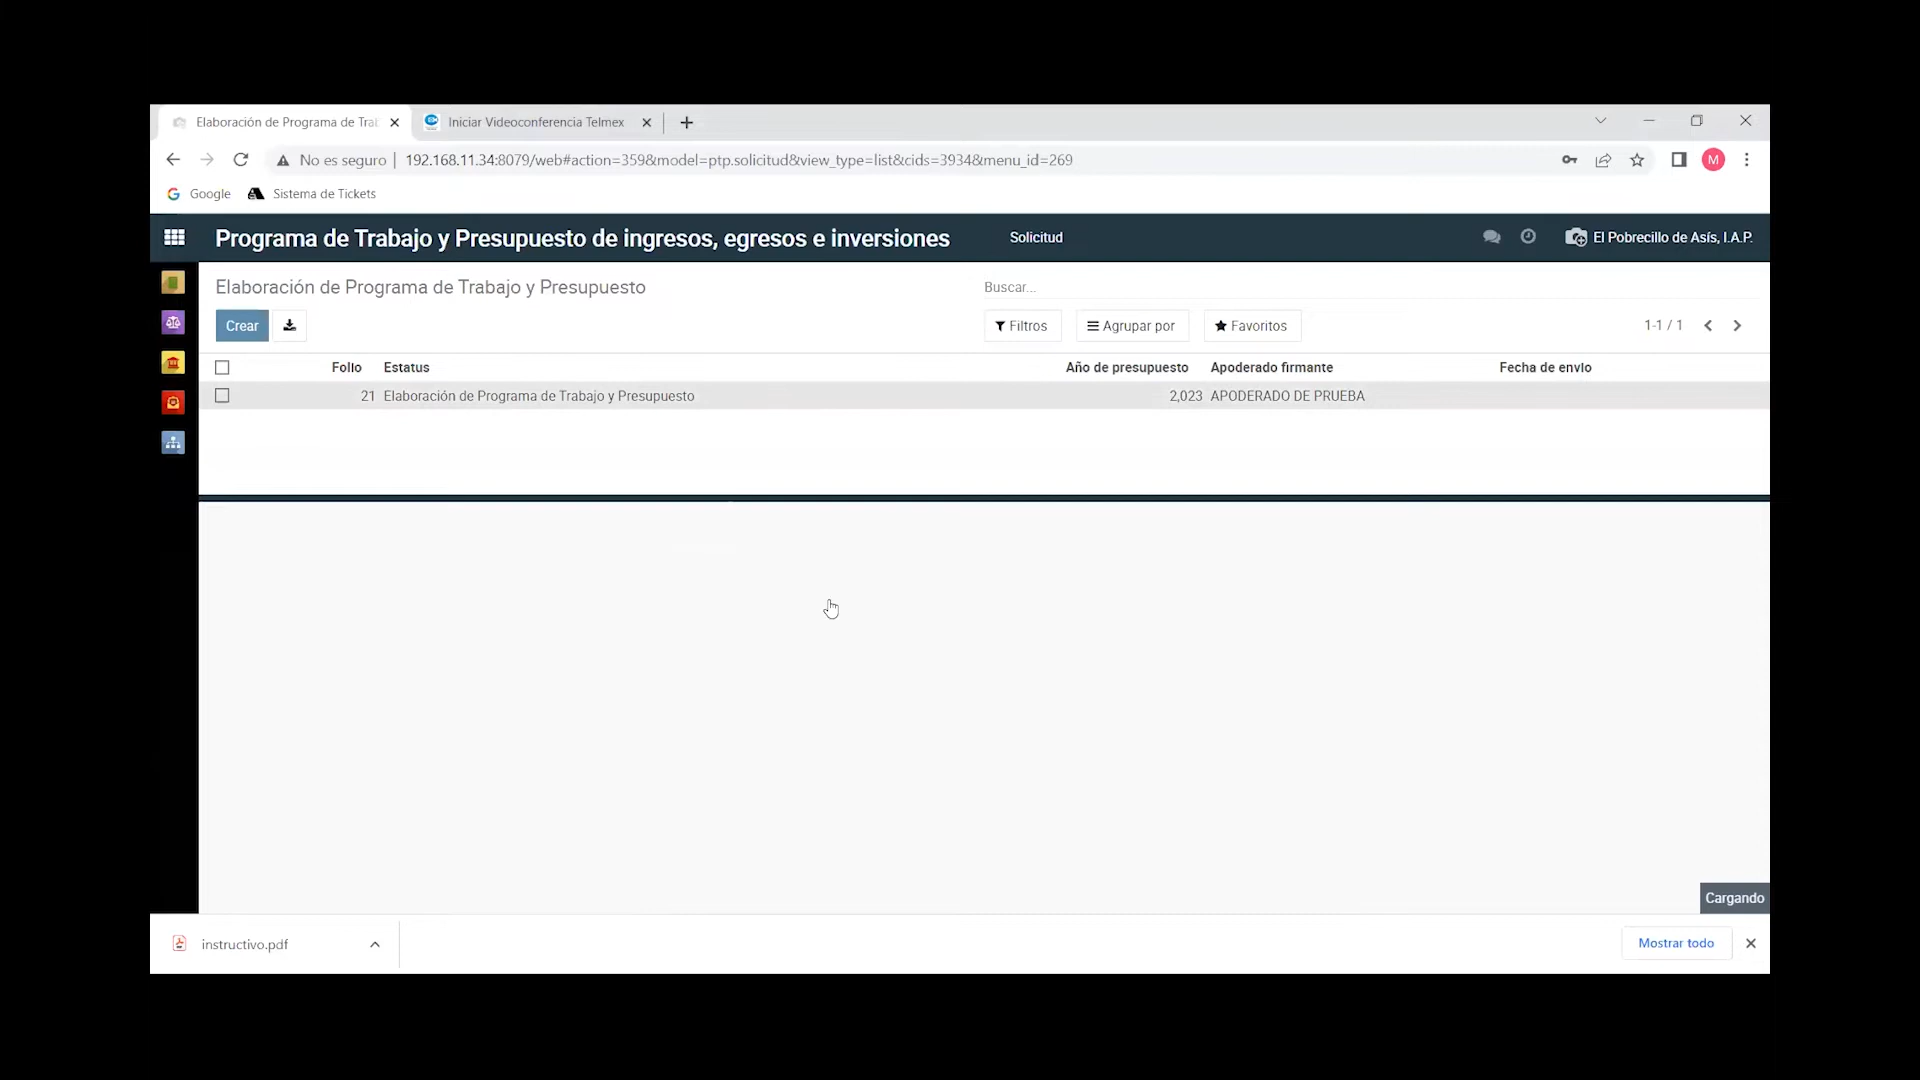 Elaboración de Programa de Tra
Iniciar Videoconferencia Telmex
No es seguro
192.168.11.34:8079/web#action=359&model=ptp.solicitud&view_type=list&cids=3934&menu_id=269
M
Google
Sistema de Tickets
Programa de Trabajo y Presupuesto de ingresos, egresos e inversiones
Solicitud
El Pobrecillo de Asís, I.A.P.
Elaboración de Programa de Trabajo y Presupuesto
Buscar...
Crear
Filtros
Agrupar por
Favoritos
1-1 / 1
Folio Estatus Año de presupuesto Apoderado firmante Fecha de envío
21 Elaboración de Programa de Trabajo y Presupuesto 2,023 APODERADO DE PRUEBA
Cargando
instructivo.pdf
Mostrar todo